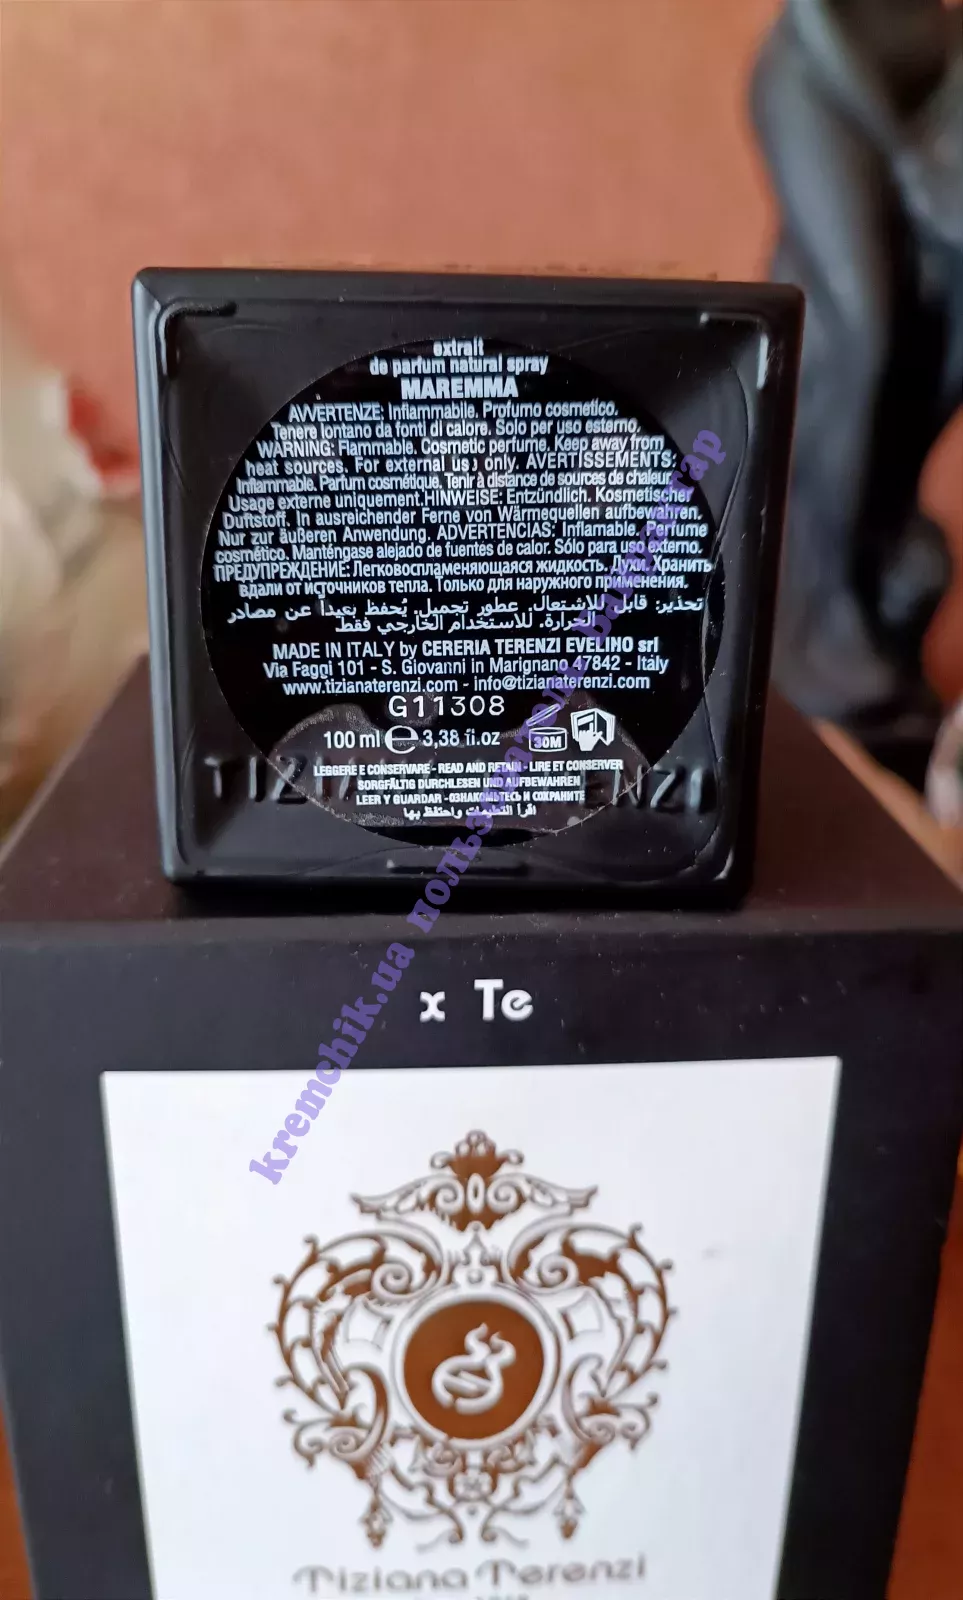 extrait
de parfum natural spray
MAREMMA
AVVERTENZE: Infiammabile. Profumo cosmetico.
Tenere lontano da fonti di calore. Solo per uso esterno.
WARNING: Flammable. Cosmetic perfume. Keep away from
heat sources. For external use only. AVERTISSEMENTS:
Inflammable. Parfum cosmétique. Tenir à distance de sources de chaleur.
Usage externe uniquement. HINWEISE: Entzündlich. Kosmetischer
Duftstoff. In ausreichender Ferne von Wärmequellen aufbewahren.
Nur zur äußeren Anwendung. ADVERTENCIAS: Inflamable. Perfume
cosmético. Manténgase alejado de fuentes de calor. Sólo para uso externo.
ПРЕДУПРЕЖДЕНИЕ: Легковоспламеняющаяся жидкость. Духи. Хранить
вдали от источников тепла. Только для наружного применения.
تحذير: قابل للاشتعال. عطور تجميل. يُحفظ بعيداً عن مصادر
الحرارة. للاستخدام الخارجي فقط
MADE IN ITALY by CERERIA TERENZI EVELINO srl
Via Faggi 101 - S. Giovanni in Marignano 47842 - Italy
www.tizianaterenzi.com - info@tizianaterenzi.com
G11308
100 ml e 3,38 fl.oz 30M
LEGGERE E CONSERVARE - READ AND RETAIN - LIRE ET CONSERVER
SORGFÄLTIG DURCHLESEN UND AUFBEWAHREN
LEER Y GUARDAR - ОЗНАКОМЬТЕСЬ И СОХРАНИТЕ
اقرأ التعليمات واحتفظ بها
x Te
Tiziana Terenzi
kremchik.ua